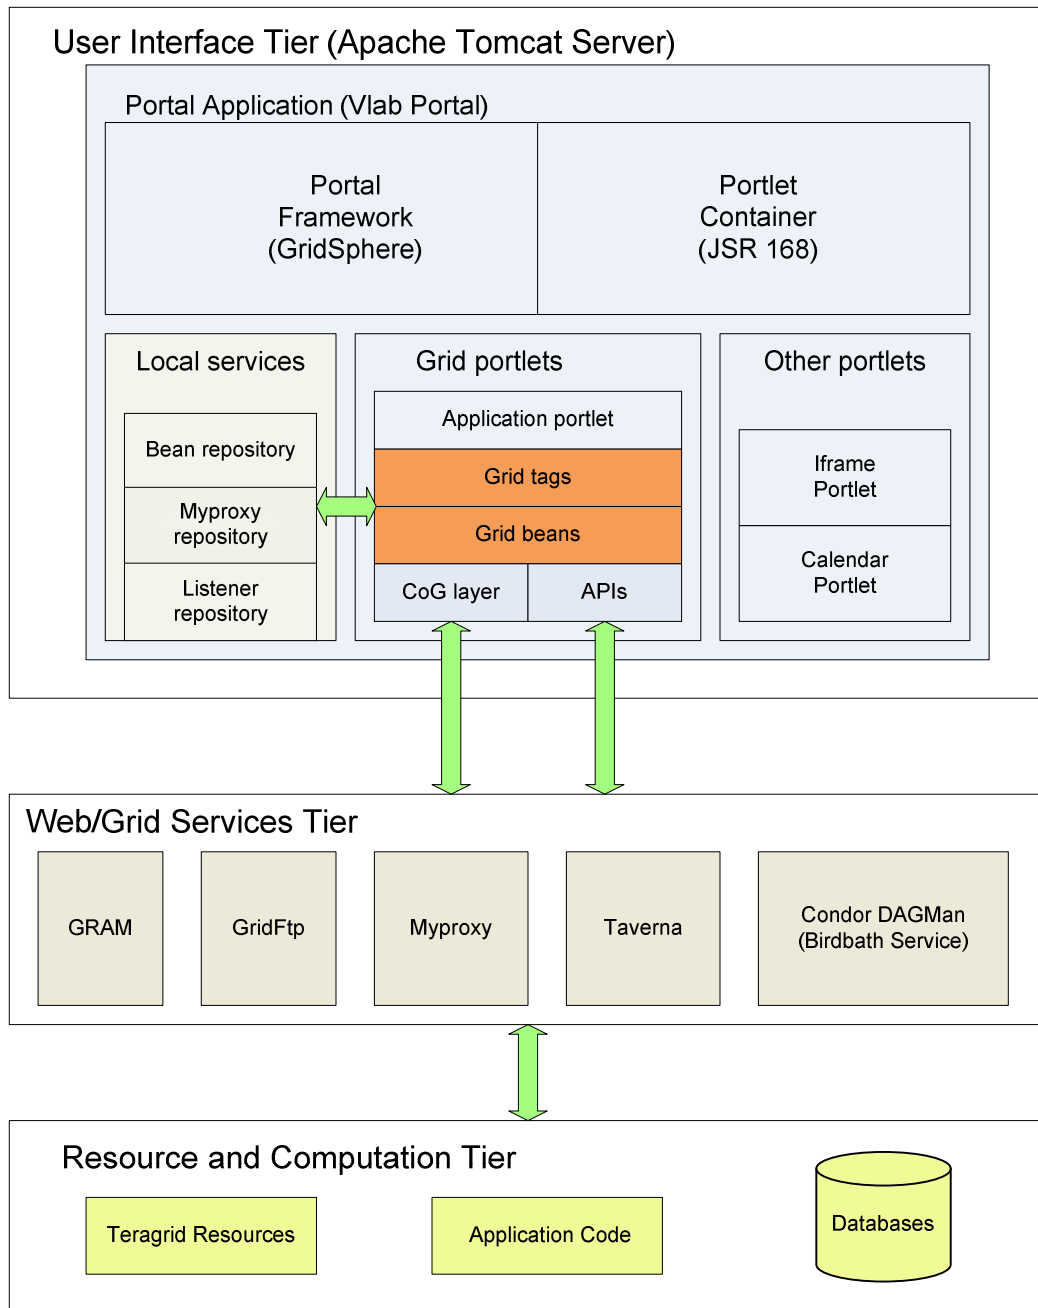 User Interface Tier (Apache Tomcat Server)
Portal Application (Vlab Portal)
Portal
Framework
(GridSphere)
Portlet
Container
(JSR 168)
Local services
Bean repository
Myproxy
repository
Listener
repository
Grid portlets
Application portlet
Grid tags
Grid beans
CoG layer
APIs
Other portlets
Iframe
Portlet
Calendar
Portlet
Web/Grid Services Tier
GRAM
GridFtp
Myproxy
Taverna
Condor DAGMan
(Birdbath Service)
Resource and Computation Tier
Teragrid Resources
Application Code
Databases